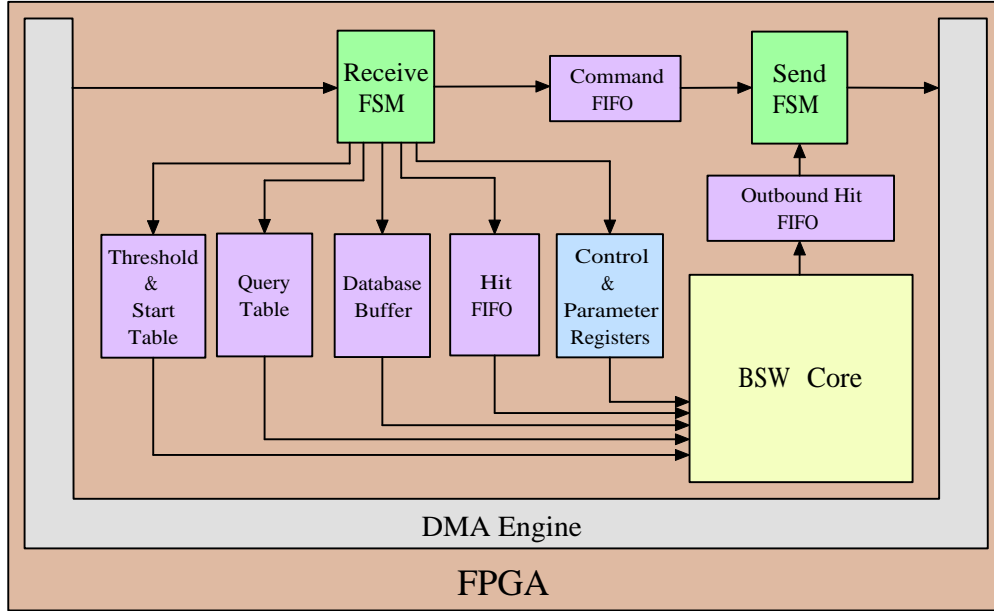 Receive
FSM
Command
FIFO
Send
FSM
Outbound Hit
FIFO
Threshold
&
Start
Table
Query
Table
Database
Buffer
Hit
FIFO
Control
&
Parameter
Registers
BSW Core
DMA Engine
FPGA